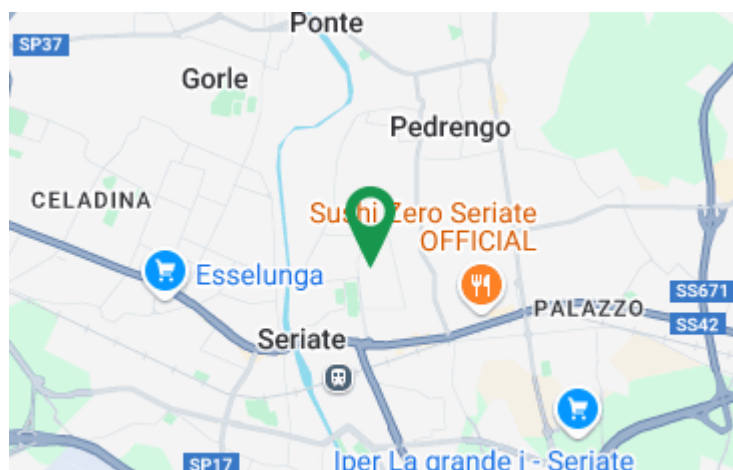 Ponte
SP37
Gorle
Pedrengo
CELADINA
Sushi Zero Seriate
OFFICIAL
Esselunga
SS671
PALAZZO
SS42
Seriate
SP17
Iper La grande i - Seriate